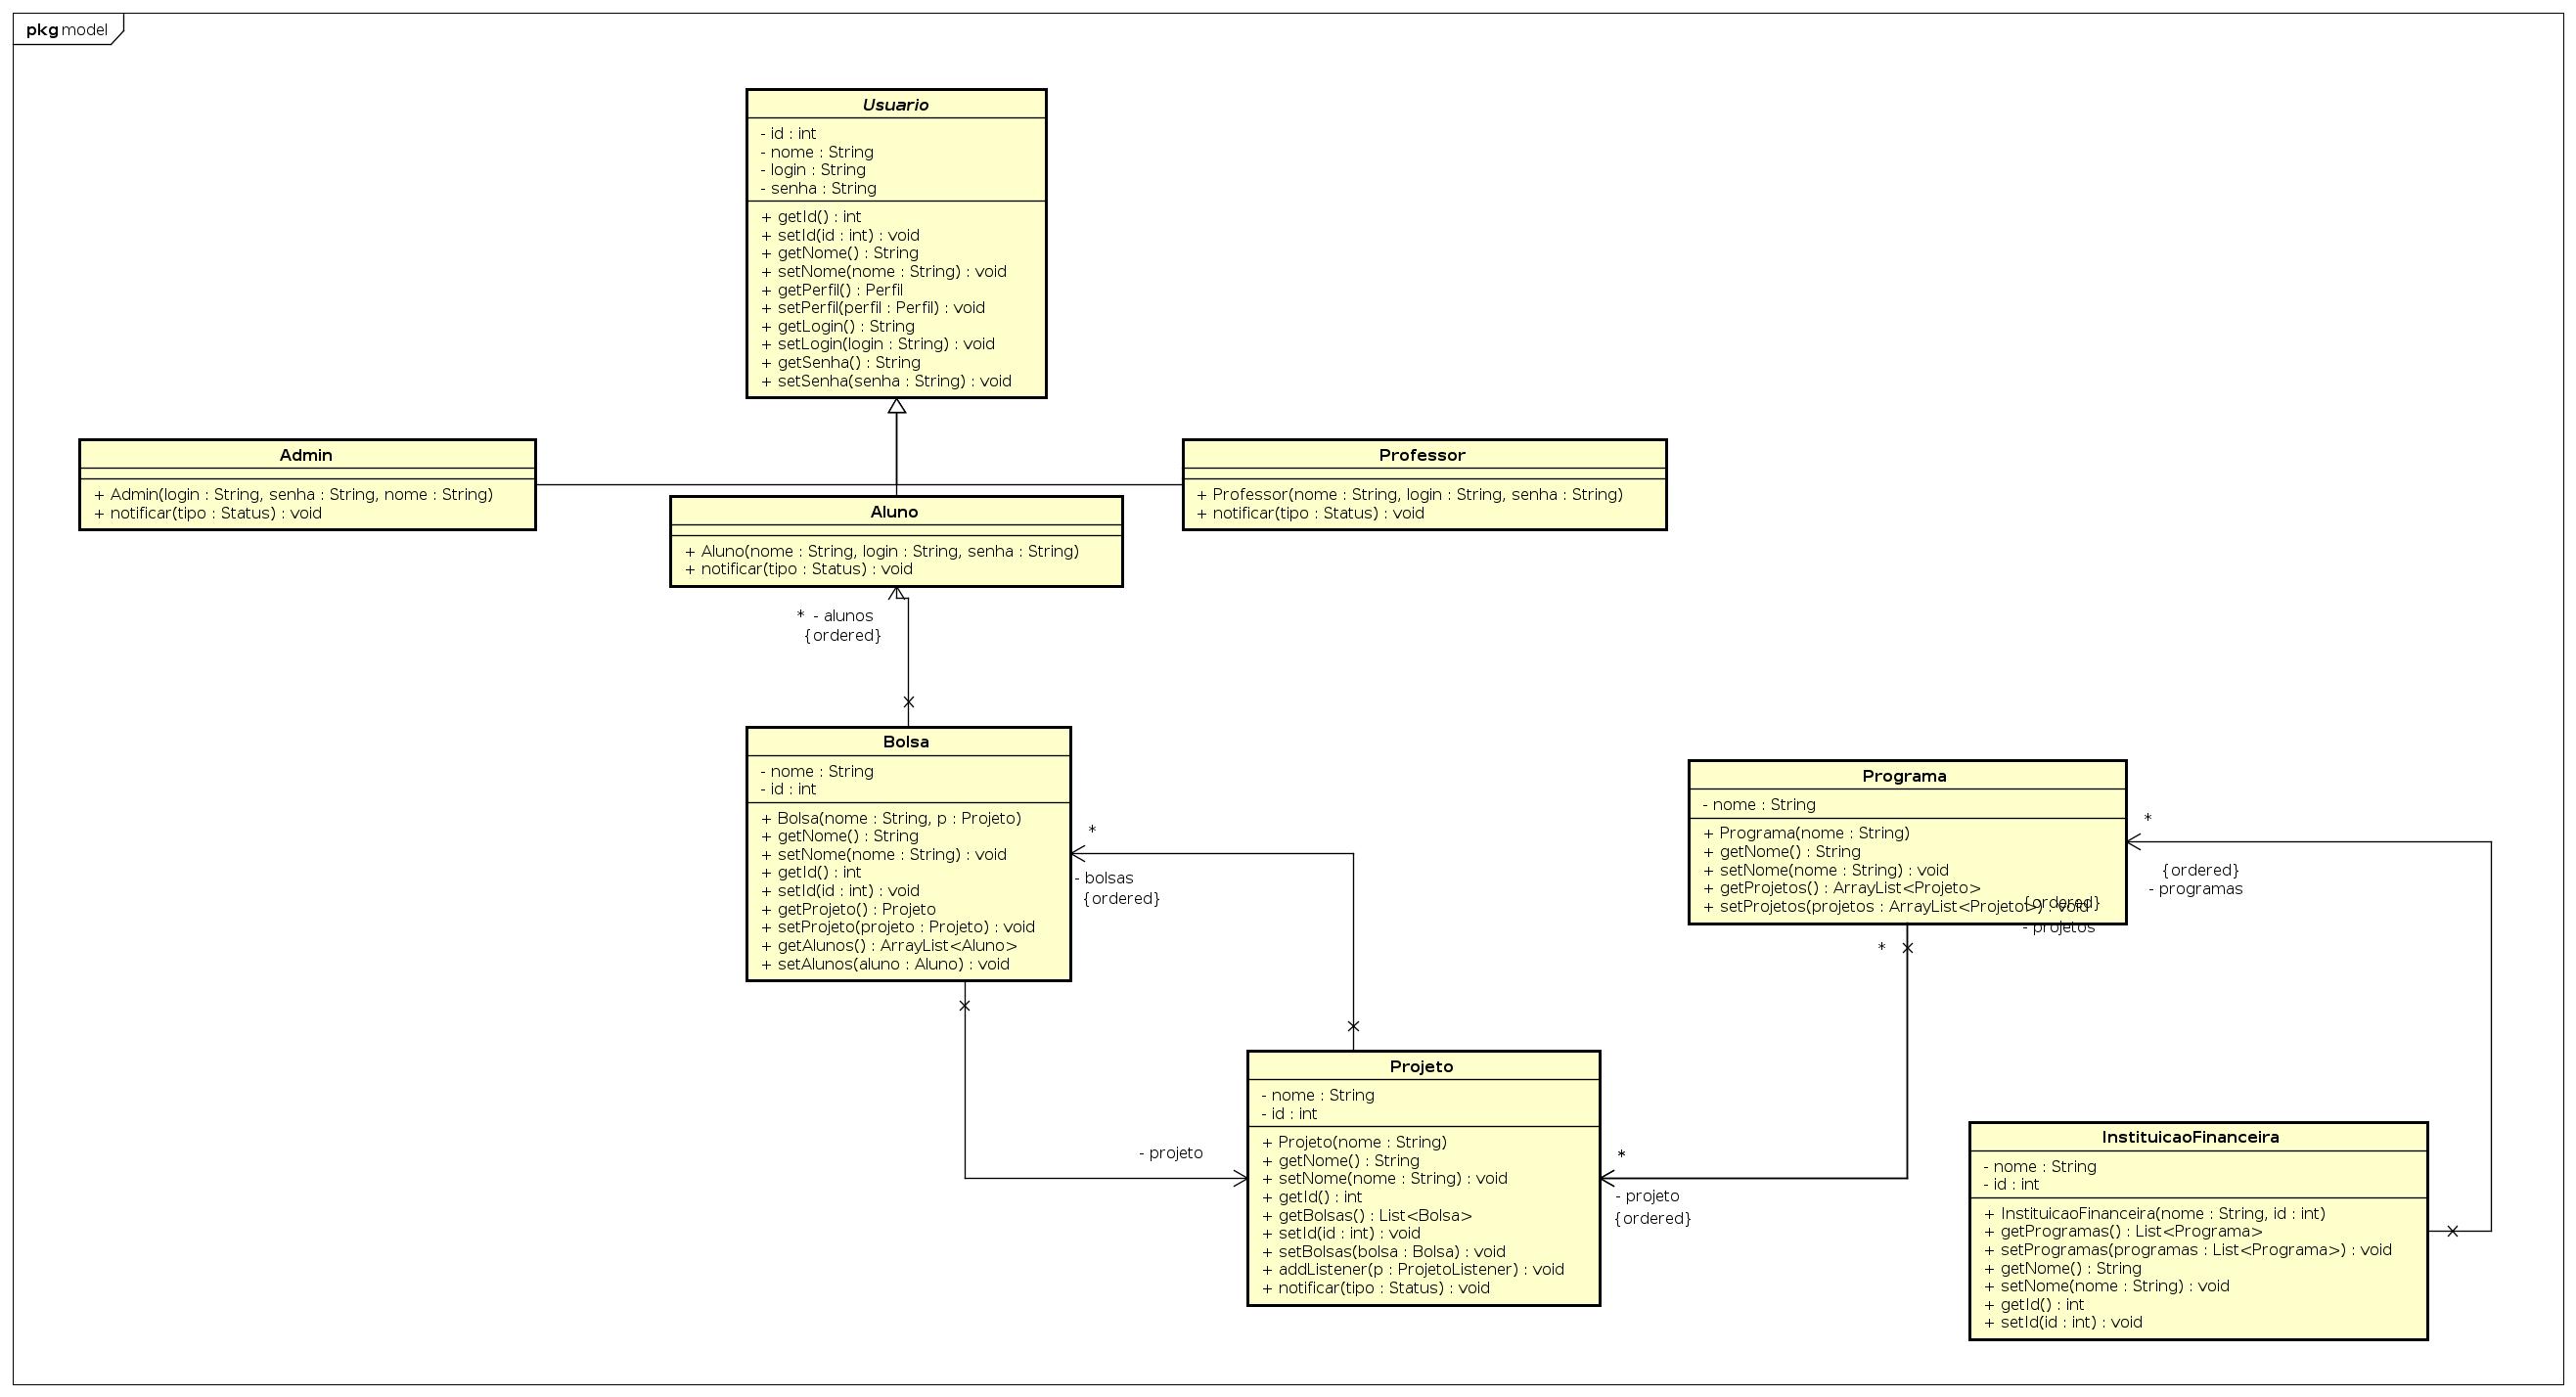 pkg model
Usuario
- id : int
- nome : String
- login : String
- senha : String
+ getId() : int
+ setId(id : int) : void
+ getNome() : String
+ setNome(nome : String) : void
+ getPerfil() : Perfil
+ setPerfil(perfil : Perfil) : void
+ getLogin() : String
+ setLogin(login : String) : void
+ getSenha() : String
+ setSenha(senha : String) : void
Admin
+ Admin(login : String, senha : String, nome : String)
+ notificar(tipo : Status) : void
Professor
+ Professor(nome : String, login : String, senha : String)
+ notificar(tipo : Status) : void
Aluno
+ Aluno(nome : String, login : String, senha : String)
+ notificar(tipo : Status) : void
* - alunos
{ordered}
Bolsa
- nome : String
- id : int
+ Bolsa(nome : String, p : Projeto)
+ getNome() : String
+ setNome(nome : String) : void
+ getId() : int
+ setId(id : int) : void
+ getProjeto() : Projeto
+ setProjeto(projeto : Projeto) : void
+ getAlunos() : ArrayList<Aluno>
+ setAlunos(aluno : Aluno) : void
*
- bolsas
{ordered}
Programa
- nome : String
+ Programa(nome : String)
+ getNome() : String
+ setNome(nome : String) : void
+ getProjetos() : ArrayList<Projeto>
+ setProjetos(projetos : ArrayList<Projeto>) : void
{ordered}
- projetos
*
*
{ordered}
- programas
- projeto
Projeto
- nome : String
- id : int
+ Projeto(nome : String)
+ getNome() : String
+ setNome(nome : String) : void
+ getId() : int
+ getBolsas() : List<Bolsa>
+ setId(id : int) : void
+ setBolsas(bolsa : Bolsa) : void
+ addListener(p : ProjetoListener) : void
+ notificar(tipo : Status) : void
*
- projeto
{ordered}
InstituicaoFinanceira
- nome : String
- id : int
+ InstituicaoFinanceira(nome : String, id : int)
+ getProgramas() : List<Programa>
+ setProgramas(programas : List<Programa>) : void
+ getNome() : String
+ setNome(nome : String) : void
+ getId() : int
+ setId(id : int) : void